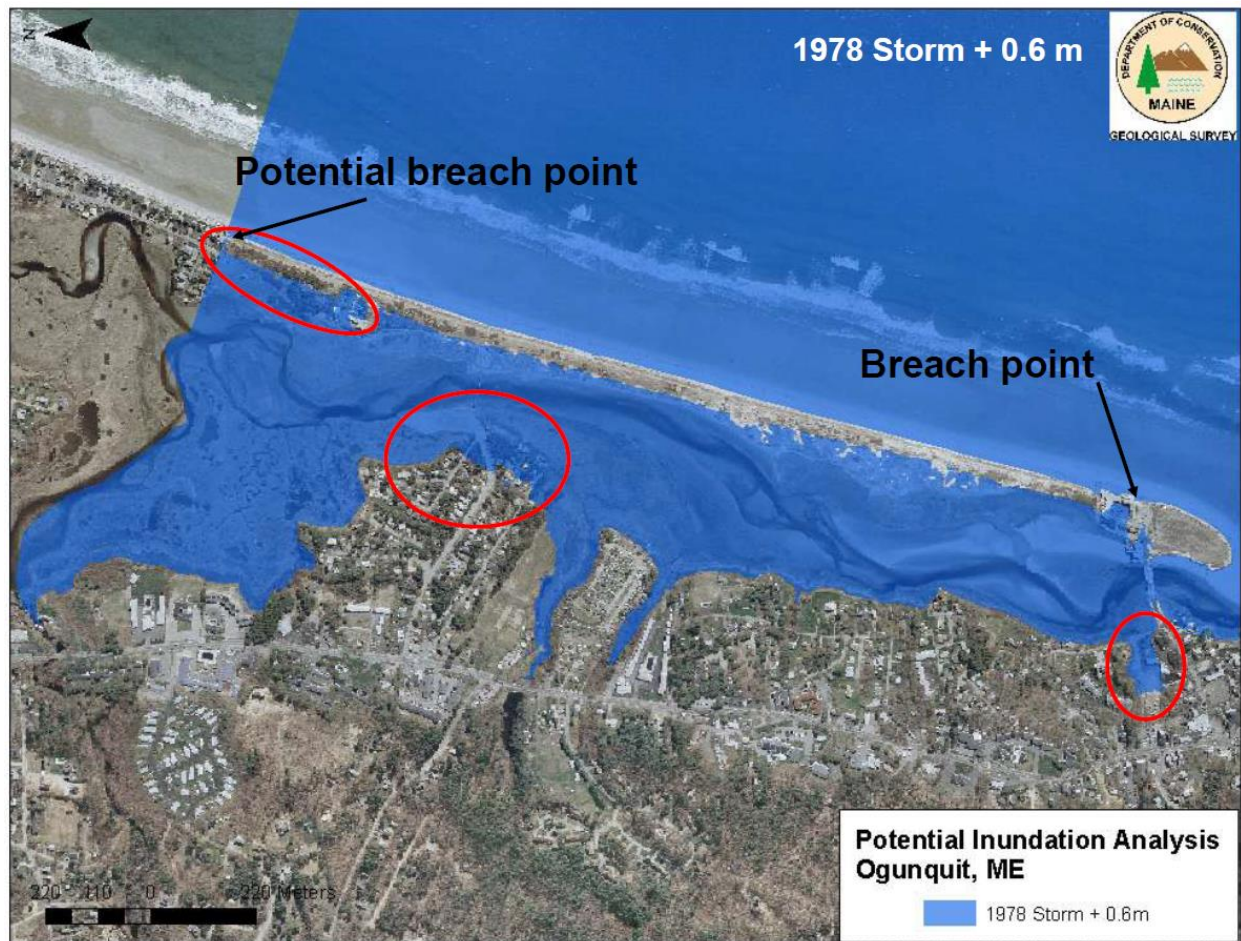 N
1978 Storm + 0.6 m
DEPARTMENT OF CONSERVATION
MAINE
GEOLOGICAL SURVEY
Potential breach point
Breach point
220 110 0 220 Meters
Potential Inundation Analysis
Ogunquit, ME
1978 Storm + 0.6m